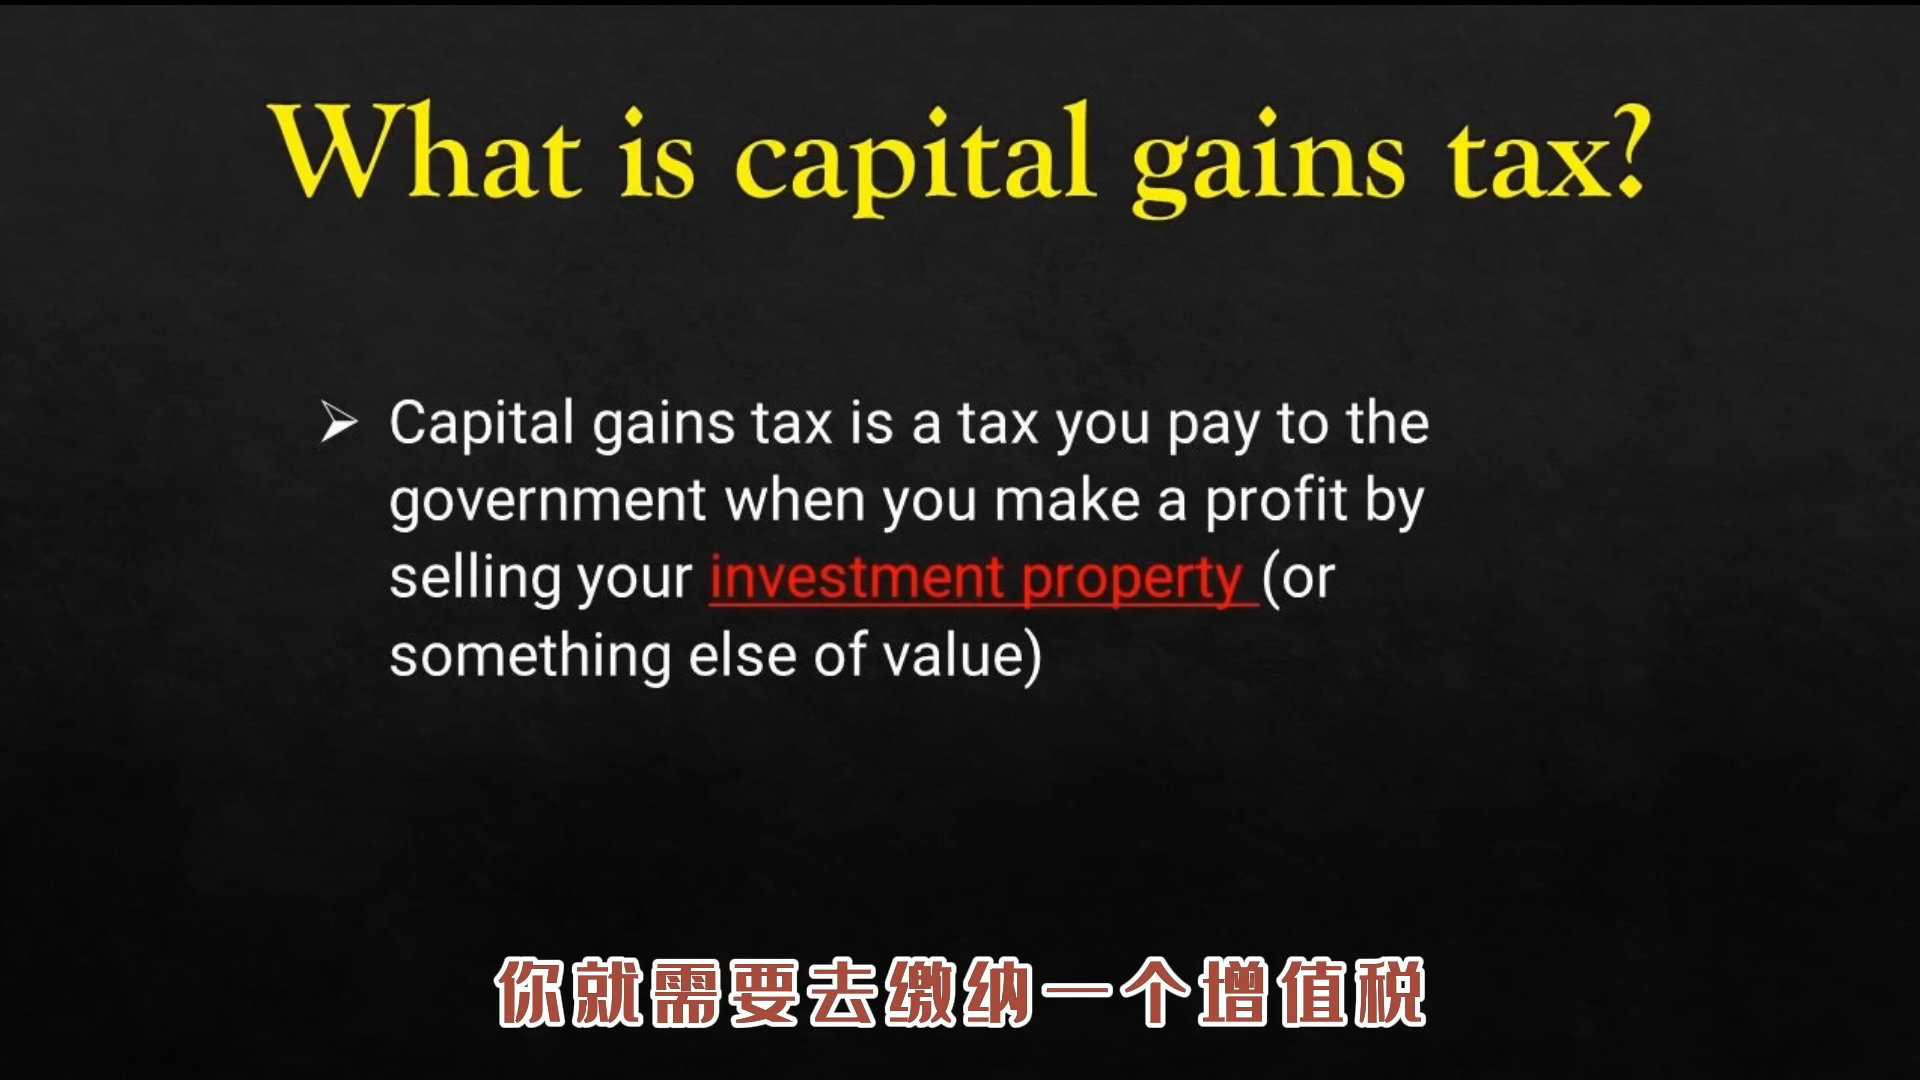 What is capital gains tax?
Capital gains tax is a tax you pay to the
government when you make a profit by
selling your investment property (or
something else of value)
你就需要去缴纳一个增值税